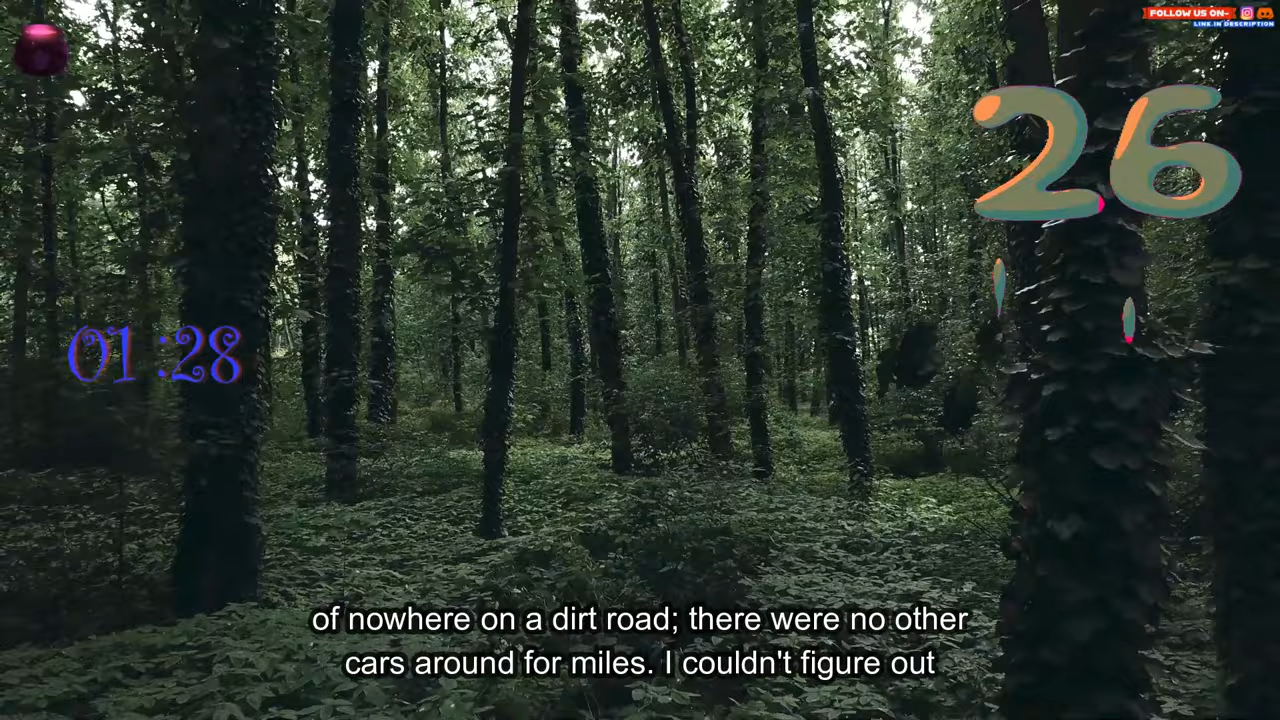 FOLLOW US ON-
LINK IN DESCRIPTION
26
01:28
of nowhere on a dirt road; there were no other
cars around for miles. I couldn't figure out